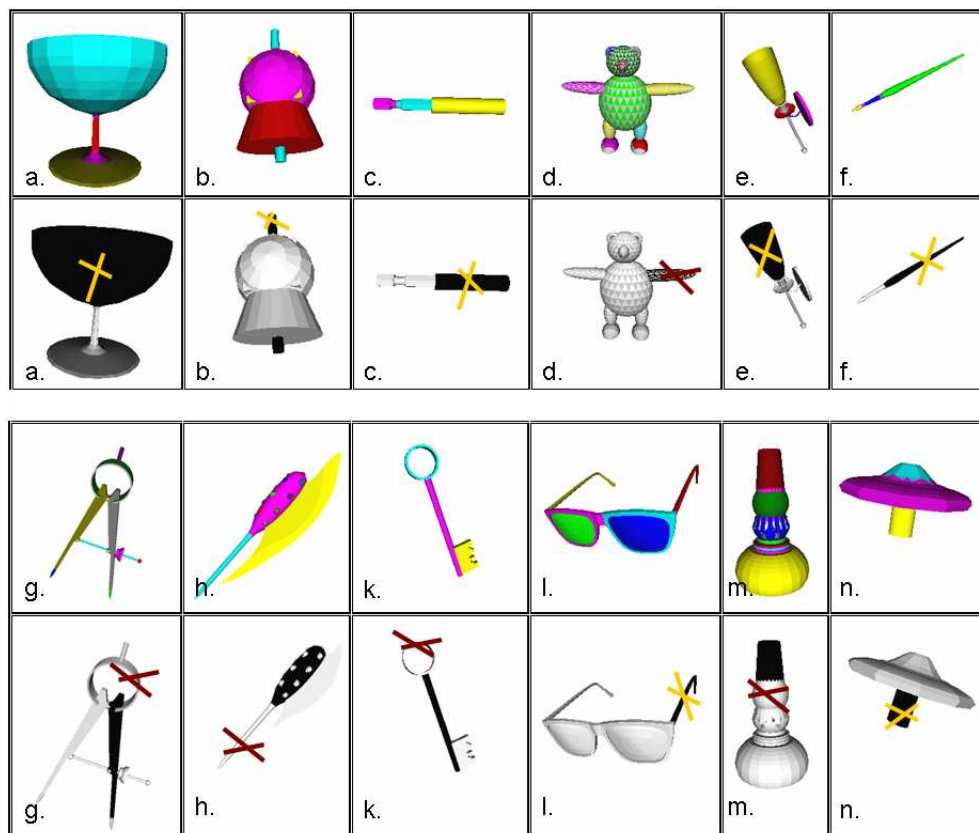 a. b. c. d. e. f.
a. b. c. d. e. f.
g. h. k. l. m. n.
g. h. k. l. m. n.